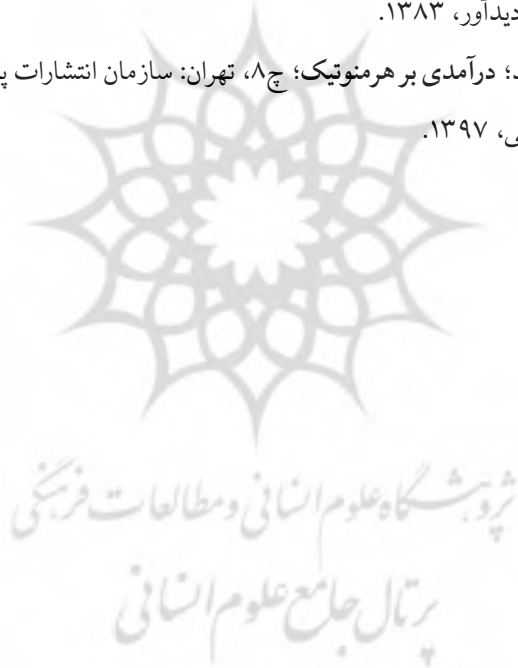 دیدآور، ۱۳۸۳.
د؛ درآمدی بر هرمنوتیک؛ چ۸، تهران: سازمان انتشارات پ
ی، ۱۳۹۷.
پژوهشگاه علوم انسانی و مطالعات فرهنگی
پرتال جامع علوم انسانی